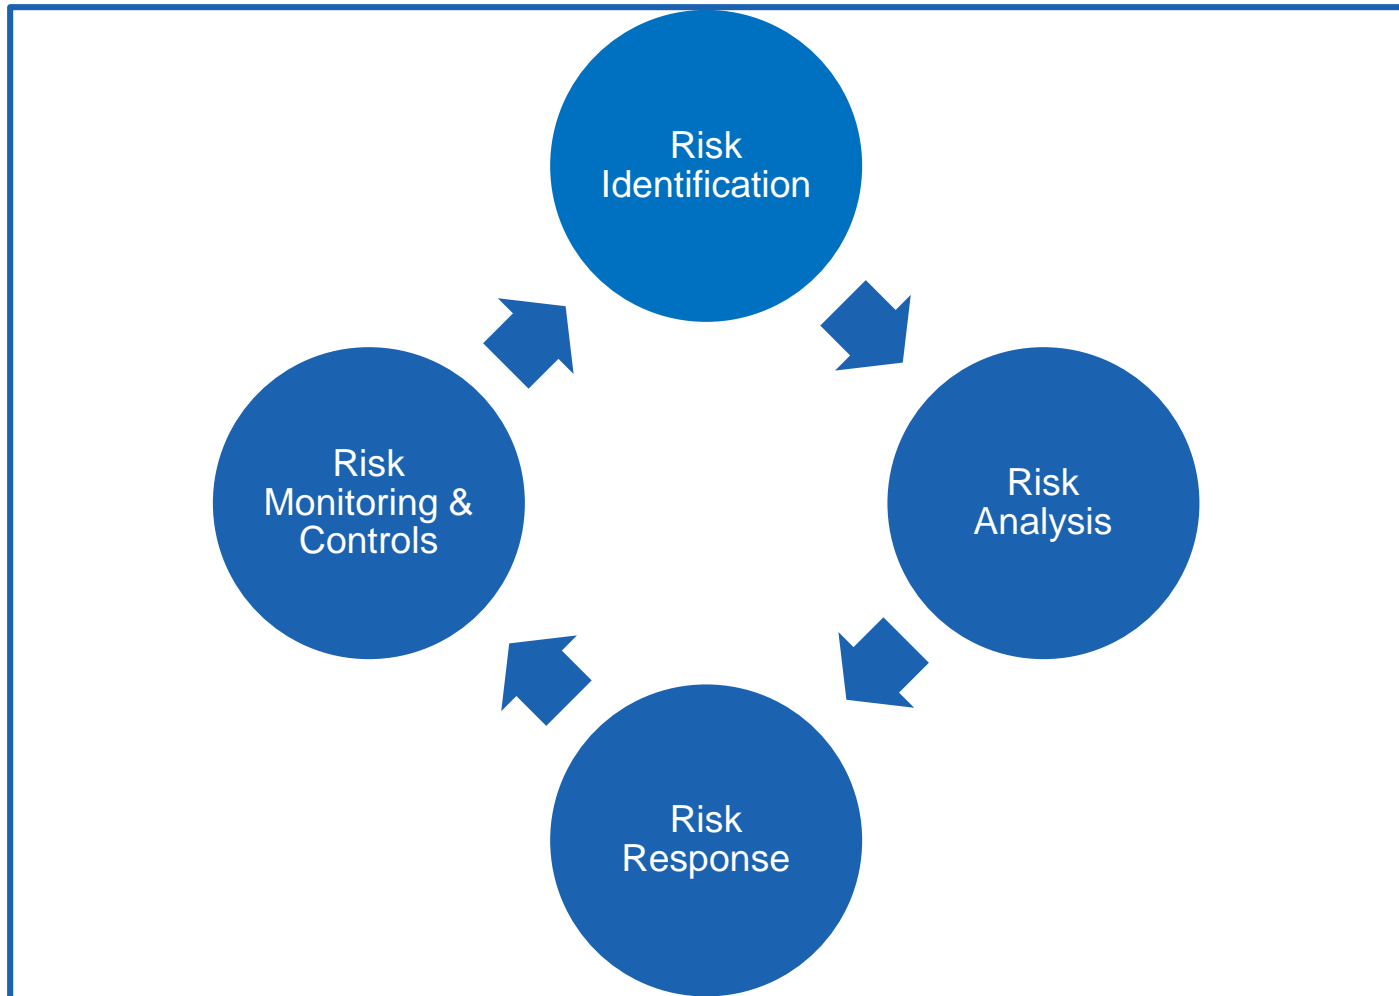 Risk
Identification
Risk
Analysis
Risk
Response
Risk
Monitoring &
Controls